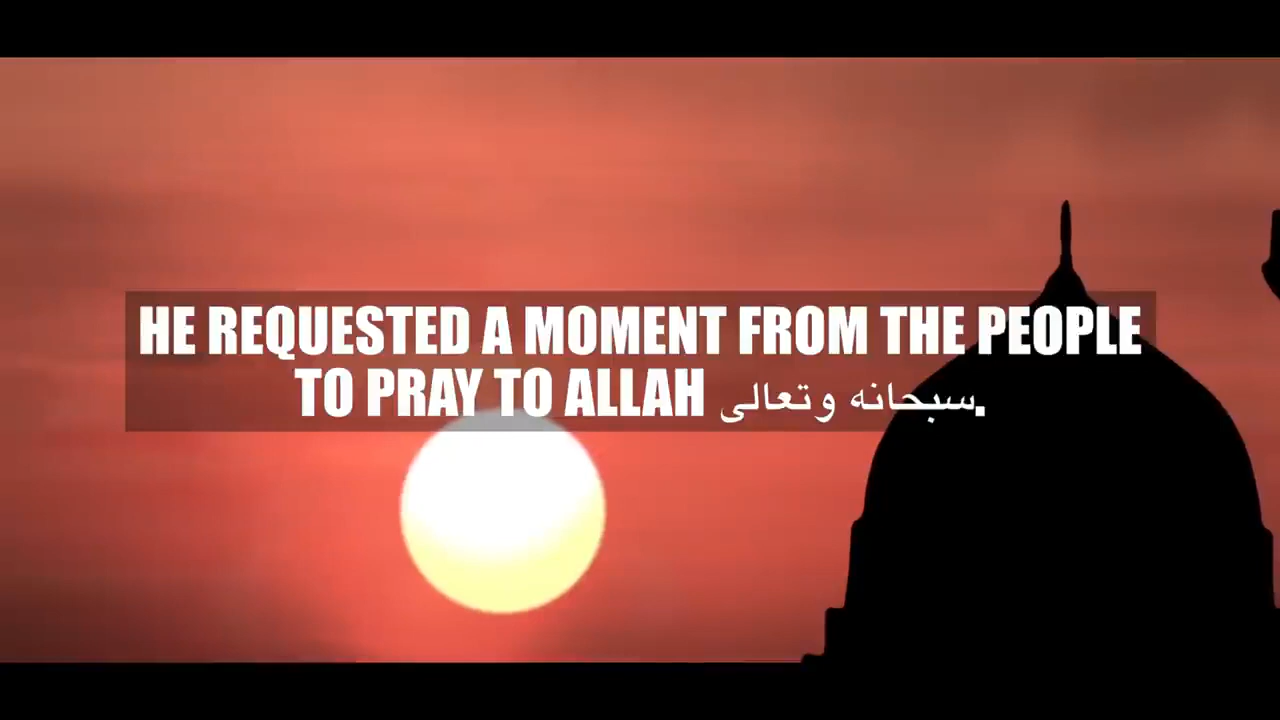 HE REQUESTED A MOMENT FROM THE PEOPLE
TO PRAY TO ALLAH سبحانه وتعالى.